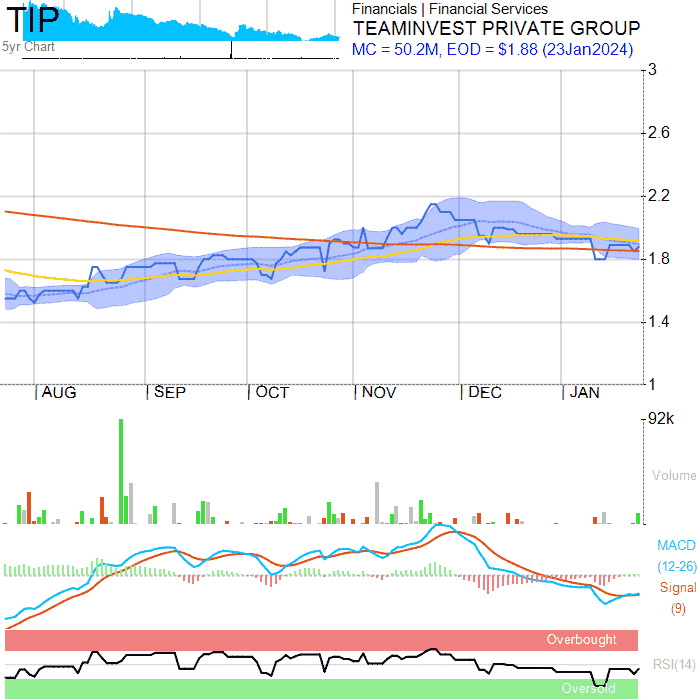 TIP
5yr Chart
Financials | Financial Services
TEAMINVEST PRIVATE GROUP
MC = 50.2M, EOD = $1.88 (23Jan2024)
3
2.6
2.2
1.8
1.4
1
AUG SEP OCT NOV DEC JAN
92k
Volume
MACD
(12-26)
Signal
(9)
Overbought
RSI(14)
Oversold